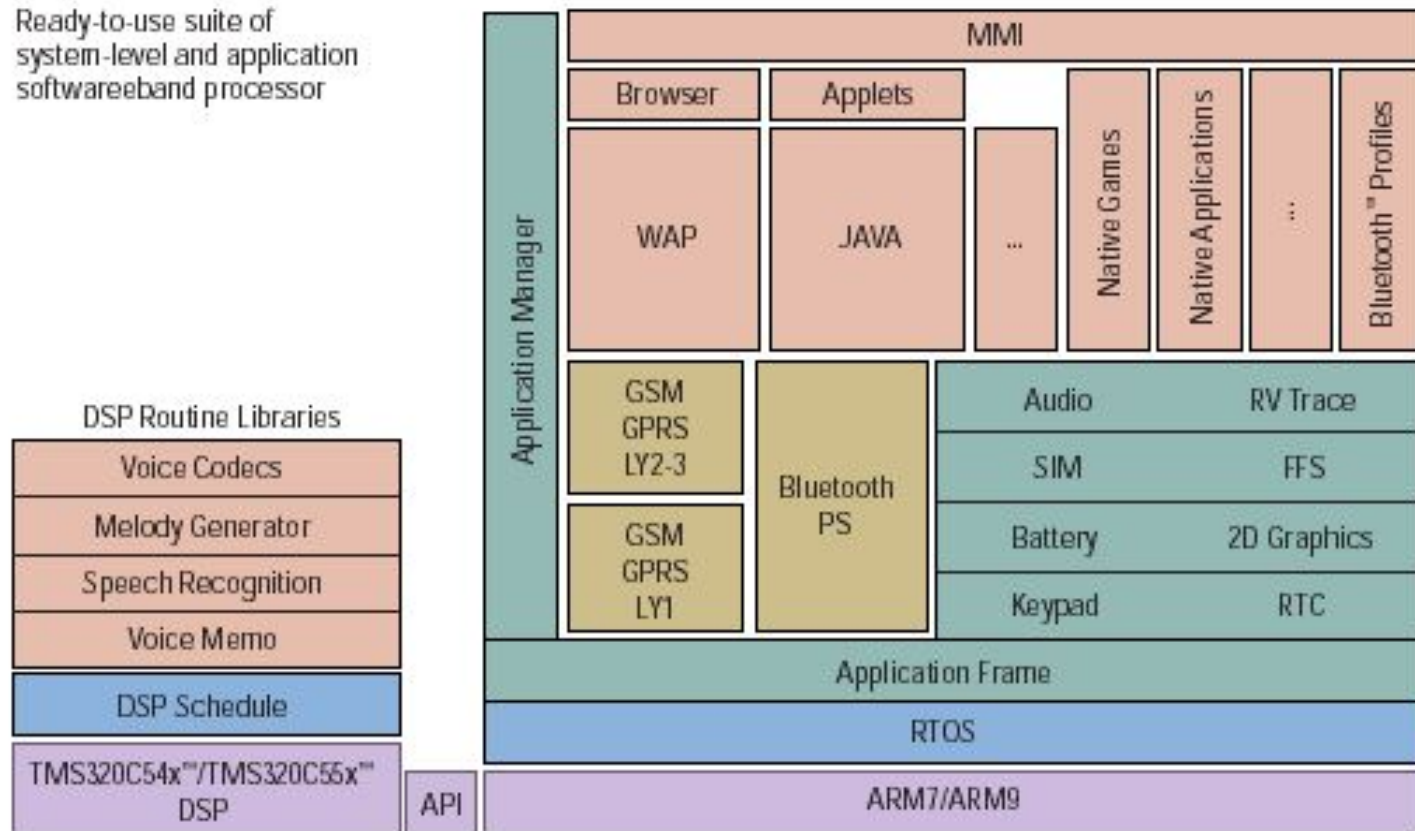 Ready-to-use suite of
system-level and application
softwareeband processor
MMI
Browser
Applets
WAP
JAVA
...
Native Games
Native Applications
...
Bluetooth™ Profiles
Application Manager
GSM
GPRS
LY2-3
GSM
GPRS
LY1
Bluetooth
PS
Audio
RV Trace
SIM
FFS
Battery
2D Graphics
Keypad
RTC
Application Frame
RTOS
ARM7/ARM9
DSP Routine Libraries
Voice Codecs
Melody Generator
Speech Recognition
Voice Memo
DSP Schedule
TMS320C54x™/TMS320C55x™
DSP
API